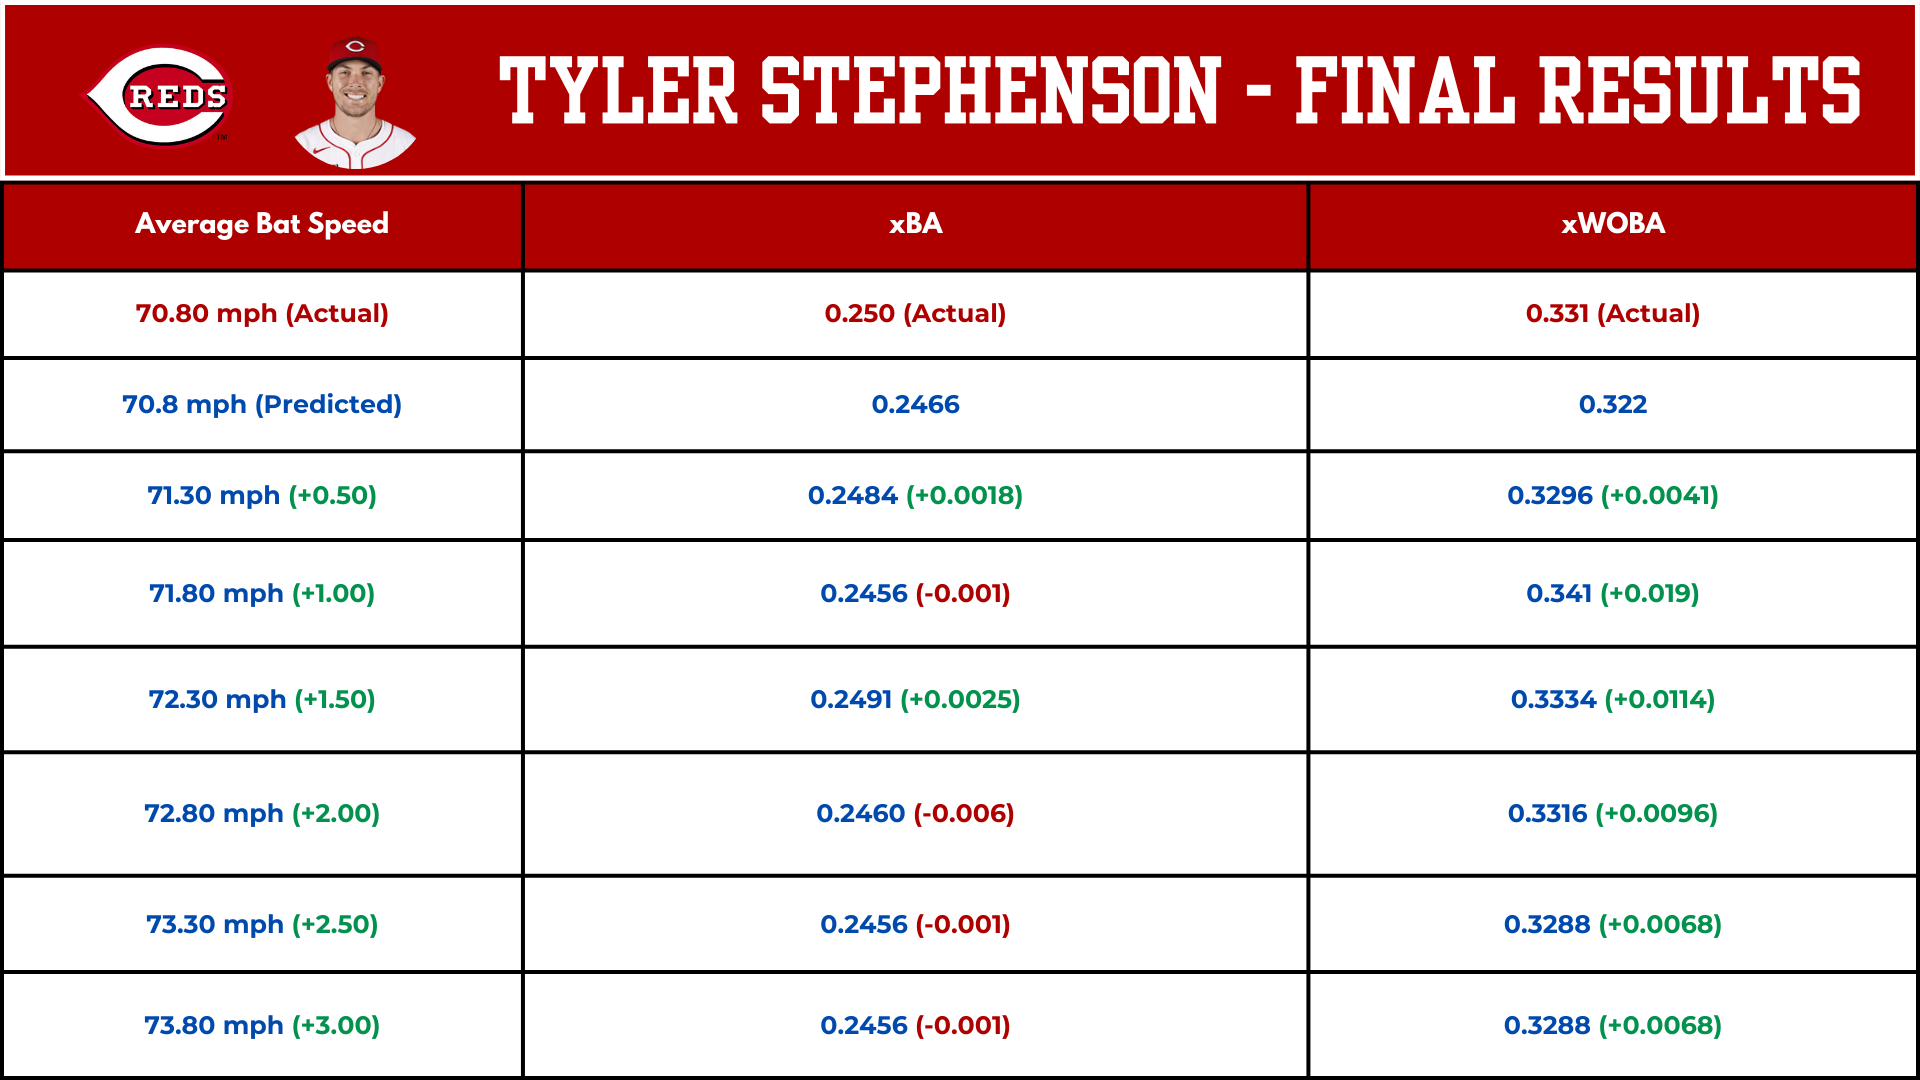 REDS
TM
TYLER STEPHENSON - FINAL RESULTS
Average Bat Speed xBA xWOBA
70.80 mph (Actual) 0.250 (Actual) 0.331 (Actual)
70.8 mph (Predicted) 0.2466 0.322
71.30 mph (+0.50) 0.2484 (+0.0018) 0.3296 (+0.0041)
71.80 mph (+1.00) 0.2456 (-0.001) 0.341 (+0.019)
72.30 mph (+1.50) 0.2491 (+0.0025) 0.3334 (+0.0114)
72.80 mph (+2.00) 0.2460 (-0.006) 0.3316 (+0.0096)
73.30 mph (+2.50) 0.2456 (-0.001) 0.3288 (+0.0068)
73.80 mph (+3.00) 0.2456 (-0.001) 0.3288 (+0.0068)